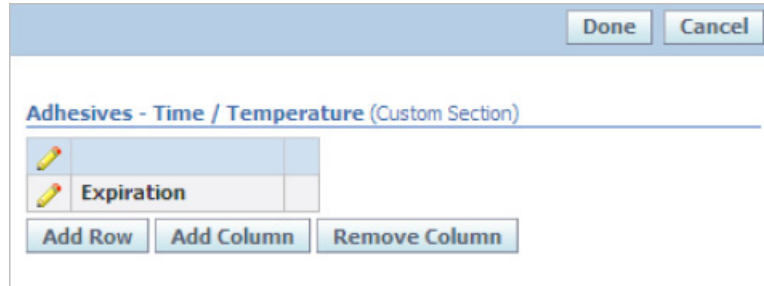 Done Cancel
Adhesives - Time / Temperature (Custom Section)
Expiration
Add Row Add Column Remove Column